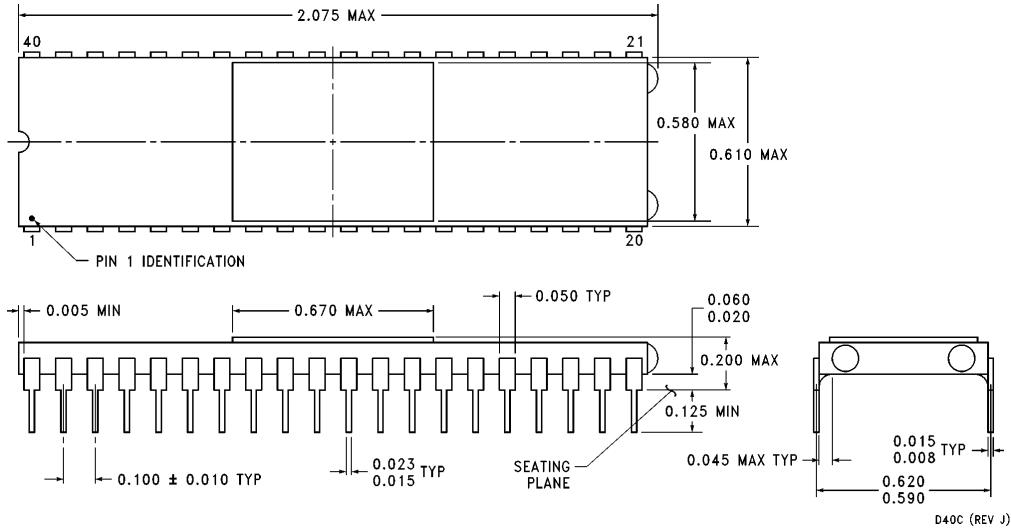 2.075 MAX
40
21
0.580 MAX
0.610 MAX
1
20
PIN 1 IDENTIFICATION
0.005 MIN
0.670 MAX
0.050 TYP
0.060
0.020
0.200 MAX
0.125 MIN
0.100 ± 0.010 TYP
0.023
0.015
TYP
SEATING
PLANE
0.045 MAX TYP
0.015
0.008
TYP
0.620
0.590
D40C (REV J)